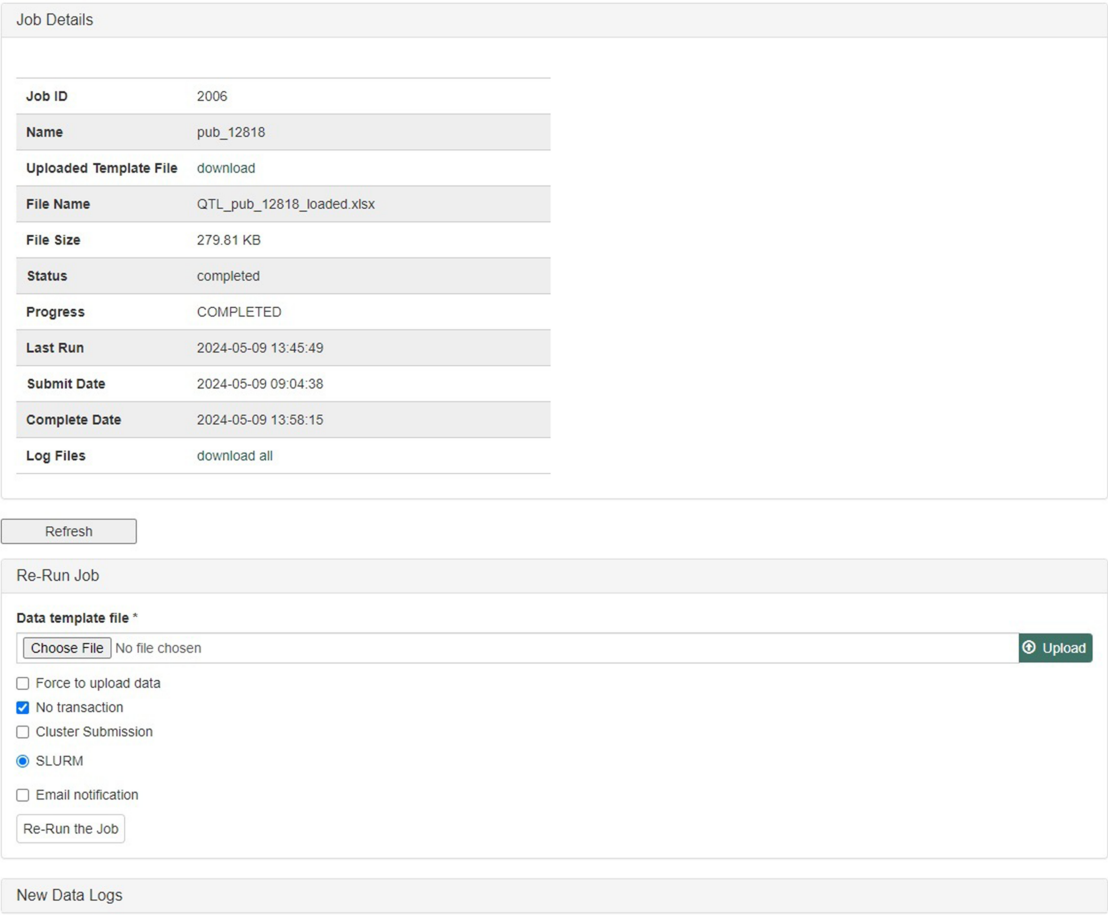 Job Details
Job ID 2006
Name pub_12818
Uploaded Template File download
File Name QTL_pub_12818_loaded.xlsx
File Size 279.81 KB
Status completed
Progress COMPLETED
Last Run 2024-05-09 13:45:49
Submit Date 2024-05-09 09:04:38
Complete Date 2024-05-09 13:58:15
Log Files download all
Refresh
Re-Run Job
Data template file *
Choose File No file chosen Upload
Force to upload data
No transaction
Cluster Submission
SLURM
Email notification
Re-Run the Job
New Data Logs